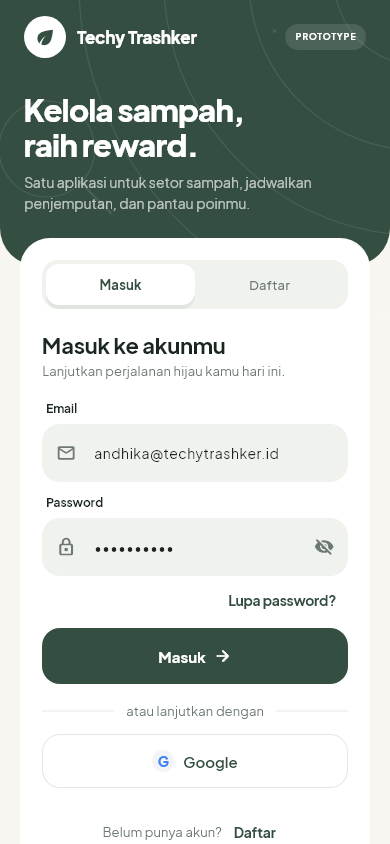 Techy Trashker
PROTOTYPE
Kelola sampah,
raih reward.
Satu aplikasi untuk setor sampah, jadwalkan
penjemputan, dan pantau poinmu.
Masuk
Daftar
Masuk ke akunmu
Lanjutkan perjalanan hijau kamu hari ini.
Email
andhika@techytrashker.id
Password
••••••••••
Lupa password?
Masuk →
atau lanjutkan dengan
G Google
Belum punya akun? Daftar